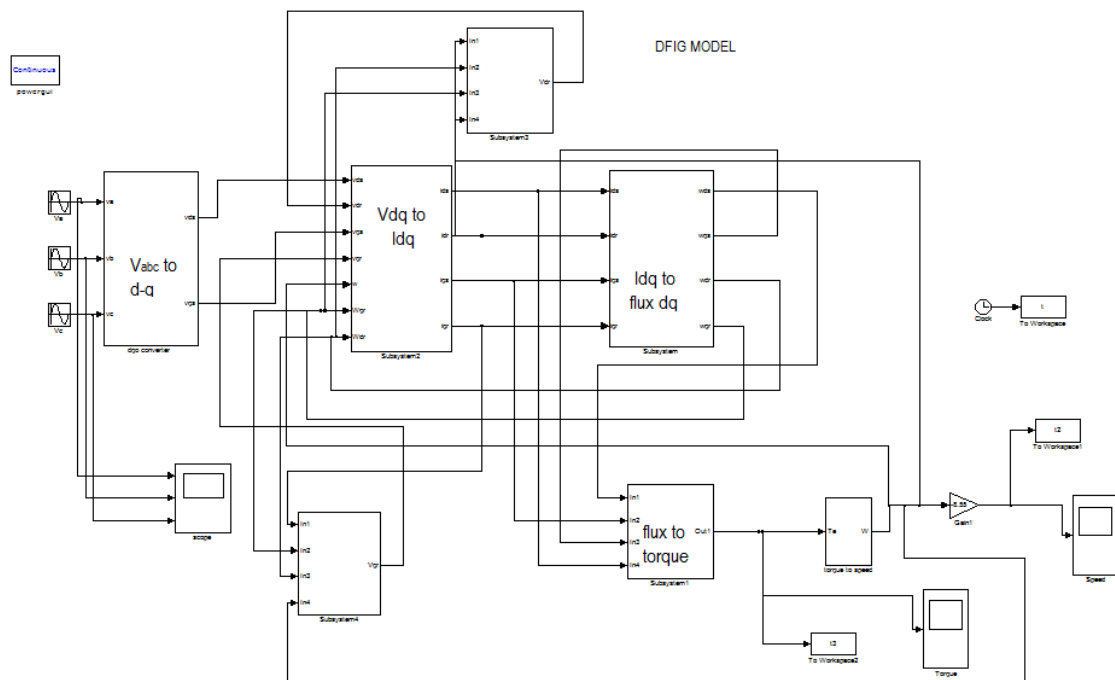 DFIG MODEL
Continuous
powergui
In1
In2
In3
In4
Vdr
Subsystem3
Va
Vb
Vc
va
vb
vc
Vabc to
d-q
vds
vqs
dqo converter
vds
vdr
vqs
vqr
w
Wqr
Wdr
Vdq to
Idq
Ids
Idr
Iqs
Iqr
Subsystem2
Ids
Idr
Iqs
Iqr
Idq to
flux dq
wds
wqs
wdr
wqr
Subsystem
Clock
t
To Workspace
t2
To Workspace1
scope
In1
In2
In3
In4
Vqr
Subsystem4
In1
In2
In3
In4
flux to
torque
Out1
Subsystem1
Te
W
torque to speed
Gain1
Speed
Torque
t3
To Workspace2